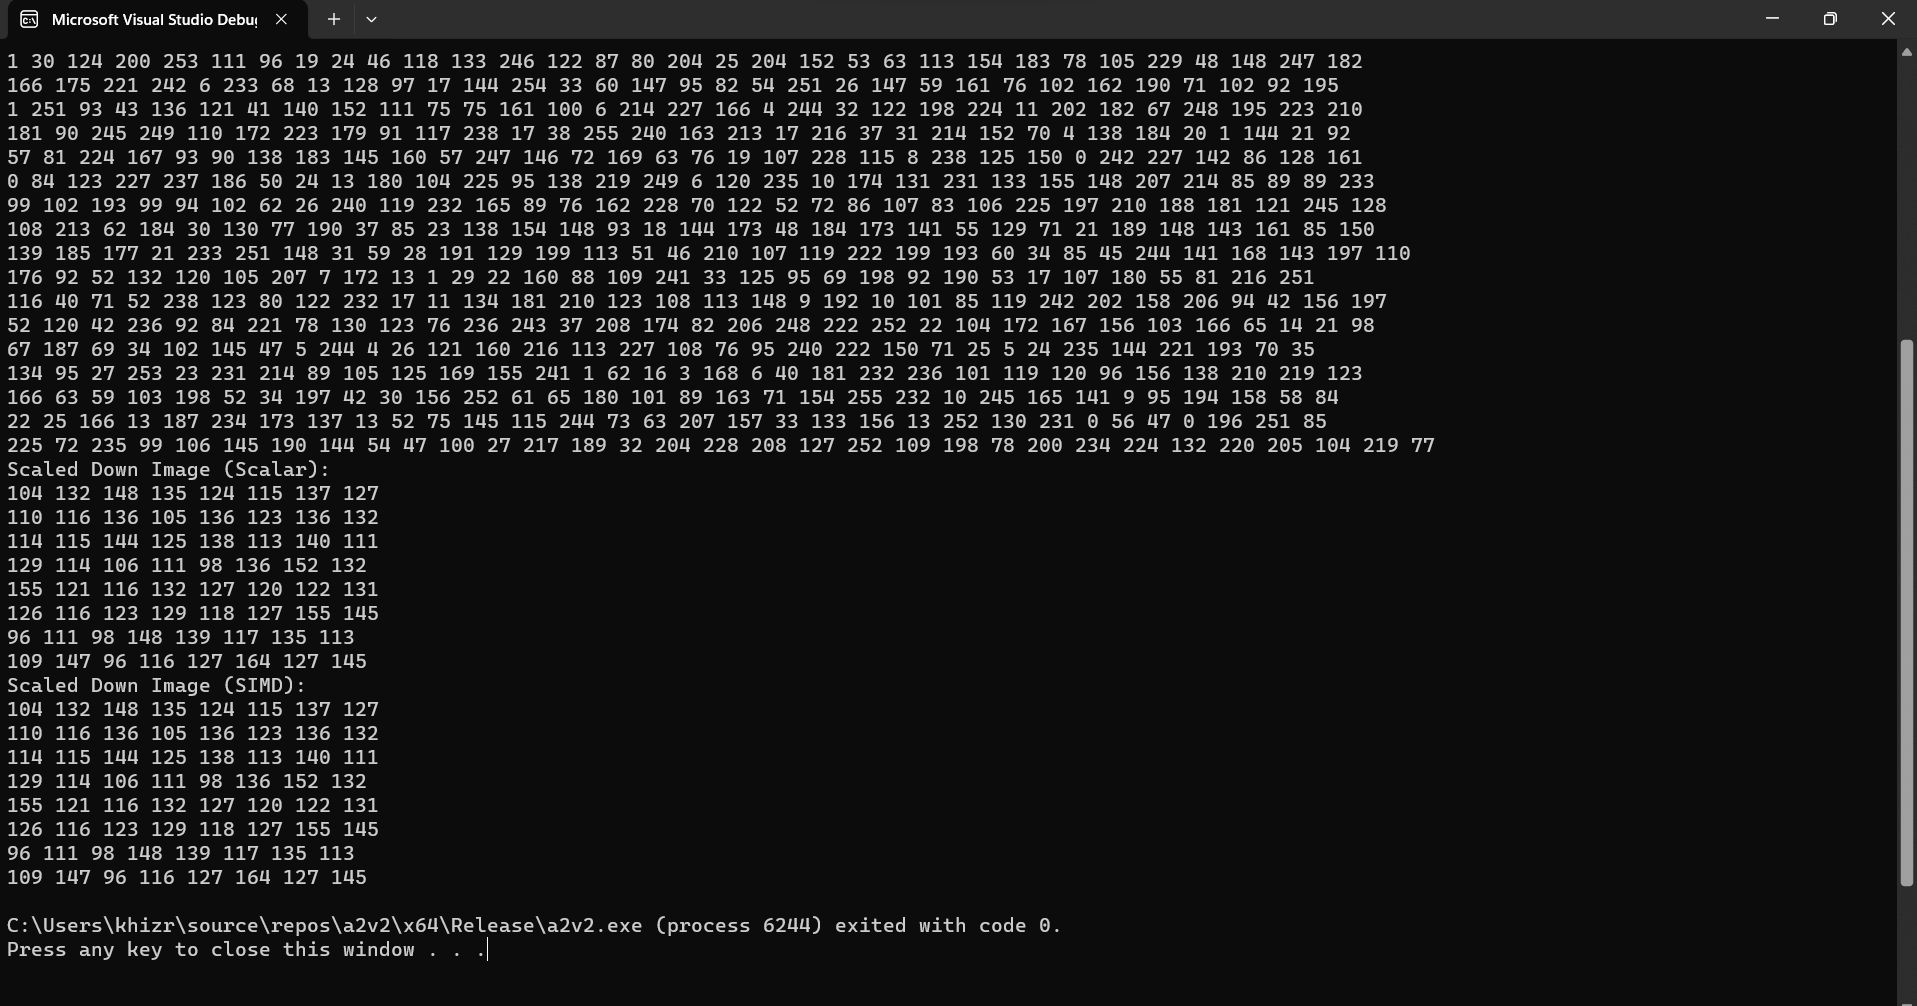 Microsoft Visual Studio Debu
1 30 124 200 253 111 96 19 24 46 118 133 246 122 87 80 204 25 204 152 53 63 113 154 183 78 105 229 48 148 247 182
166 175 221 242 6 233 68 13 128 97 17 144 254 33 60 147 95 82 54 251 26 147 59 161 76 102 162 190 71 102 92 195
1 251 93 43 136 121 41 140 152 111 75 75 161 100 6 214 227 166 4 244 32 122 198 224 11 202 182 67 248 195 223 210
181 90 245 249 110 172 223 179 91 117 238 17 38 255 240 163 213 17 216 37 31 214 152 70 4 138 184 20 1 144 21 92
57 81 224 167 93 90 138 183 145 160 57 247 146 72 169 63 76 19 107 228 115 8 238 125 150 0 242 227 142 86 128 161
0 84 123 227 237 186 50 24 13 180 104 225 95 138 219 249 6 120 235 10 174 131 231 133 155 148 207 214 85 89 89 233
99 102 193 99 94 102 62 26 240 119 232 165 89 76 162 228 70 122 52 72 86 107 83 106 225 197 210 188 181 121 245 128
108 213 62 184 30 130 77 190 37 85 23 138 154 148 93 18 144 173 48 184 173 141 55 129 71 21 189 148 143 161 85 150
139 185 177 21 233 251 148 31 59 28 191 129 199 113 51 46 210 107 119 222 199 193 60 34 85 45 244 141 168 143 197 110
176 92 52 132 120 105 207 7 172 13 1 29 22 160 88 109 241 33 125 95 69 198 92 190 53 17 107 180 55 81 216 251
116 40 71 52 238 123 80 122 232 17 11 134 181 210 123 108 113 148 9 192 10 101 85 119 242 202 158 206 94 42 156 197
52 120 42 236 92 84 221 78 130 123 76 236 243 37 208 174 82 206 248 222 252 22 104 172 167 156 103 166 65 14 21 98
67 187 69 34 102 145 47 5 244 4 26 121 160 216 113 227 108 76 95 240 222 150 71 25 5 24 235 144 221 193 70 35
134 95 27 253 23 231 214 89 105 125 169 155 241 1 62 16 3 168 6 40 181 232 236 101 119 120 96 156 138 210 219 123
166 63 59 103 198 52 34 197 42 30 156 252 61 65 180 101 89 163 71 154 255 232 10 245 165 141 9 95 194 158 58 84
22 25 166 13 187 234 173 137 13 52 75 145 115 244 73 63 207 157 33 133 156 13 252 130 231 0 56 47 0 196 251 85
225 72 235 99 106 145 190 144 54 47 100 27 217 189 32 204 228 208 127 252 109 198 78 200 234 224 132 220 205 104 219 77
Scaled Down Image (Scalar):
104 132 148 135 124 115 137 127
110 116 136 105 136 123 136 132
114 115 144 125 138 113 140 111
129 114 106 111 98 136 152 132
155 121 116 132 127 120 122 131
126 116 123 129 118 127 155 145
96 111 98 148 139 117 135 113
109 147 96 116 127 164 127 145
Scaled Down Image (SIMD):
104 132 148 135 124 115 137 127
110 116 136 105 136 123 136 132
114 115 144 125 138 113 140 111
129 114 106 111 98 136 152 132
155 121 116 132 127 120 122 131
126 116 123 129 118 127 155 145
96 111 98 148 139 117 135 113
109 147 96 116 127 164 127 145
C:\Users\khizr\source\repos\a2v2\x64\Release\a2v2.exe (process 6244) exited with code 0.
Press any key to close this window . . .